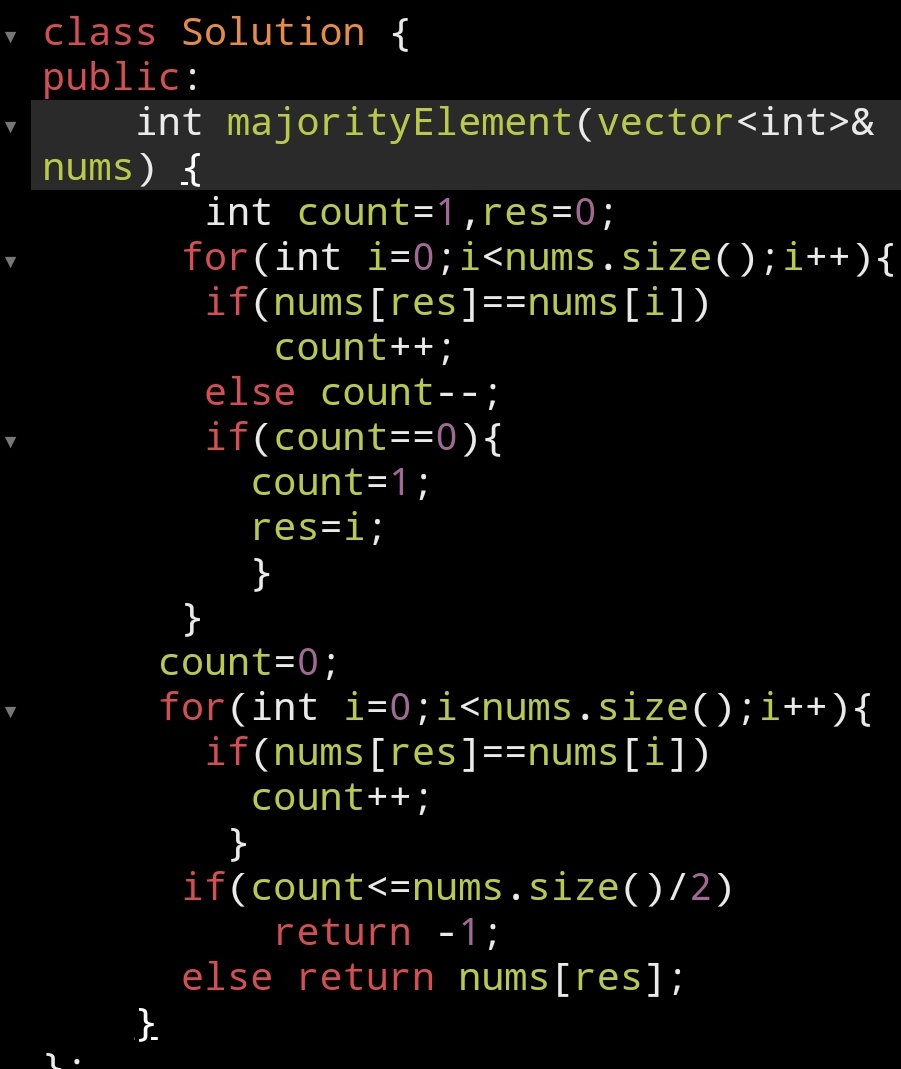 class Solution {
public:
int majorityElement(vector<int>&
nums) {
int count=1,res=0;
for(int i=0;i<nums.size();i++){
if(nums[res]==nums[i])
count++;
else count--;
if(count==0){
count=1;
res=i;
}
}
count=0;
for(int i=0;i<nums.size();i++){
if(nums[res]==nums[i])
count++;
}
if(count<=nums.size()/2)
return -1;
else return nums[res];
}
};